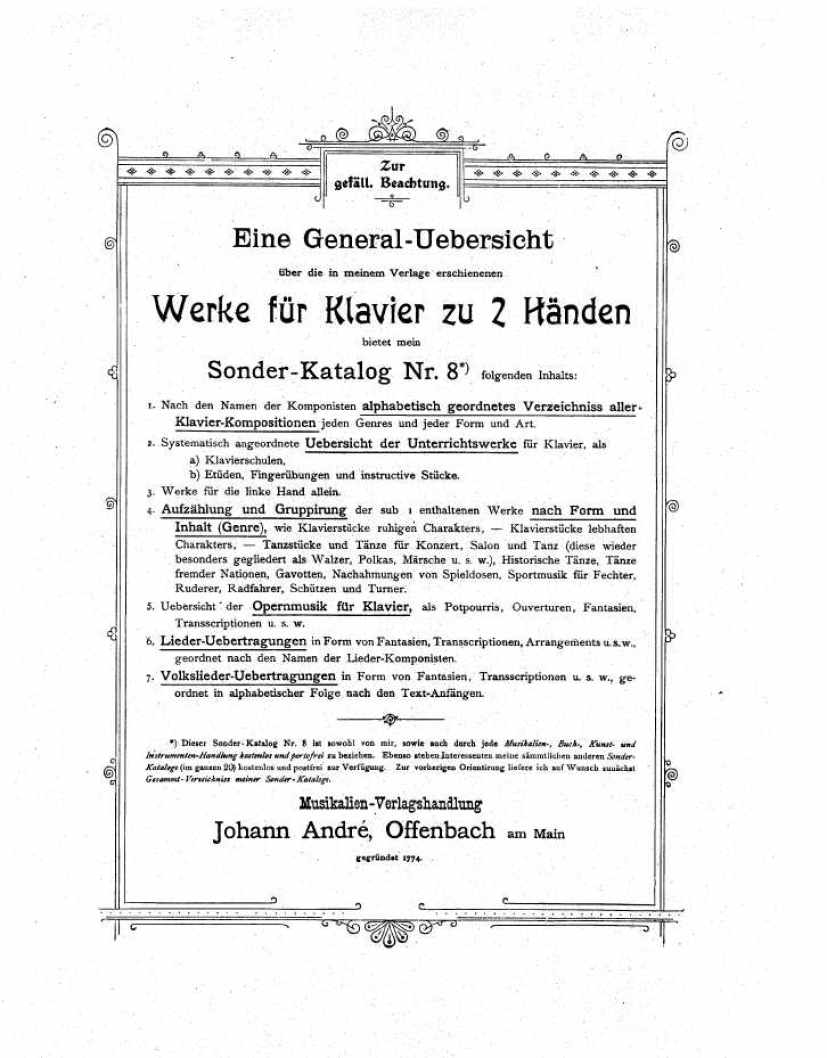 Zur
gefäll. Beachtung.
Eine General-Uebersicht
über die in meinem Verlage erschienenen
Werke für Klavier zu 2 Händen
bietet mein
Sonder-Katalog Nr. 8*) folgenden Inhalts:
1. Nach den Namen der Komponisten alphabetisch geordnetes Verzeichniss aller
Klavier-Kompositionen jeden Genres und jeder Form und Art.
2. Systematisch angeordnete Uebersicht der Unterrichtswerke für Klavier, als
a) Klavierschulen,
b) Etüden, Fingerübungen und instructive Stücke.
3. Werke für die linke Hand allein.
4. Aufzählung und Gruppirung der sub 1 enthaltenen Werke nach Form und
Inhalt (Genre), wie Klavierstücke ruhigen Charakters, — Klavierstücke lebhaften
Charakters, — Tanzstücke und Tänze für Konzert, Salon und Tanz (diese wieder
besonders gegliedert als Walzer, Polkas, Märsche u. s. w.), Historische Tänze, Tänze
fremder Nationen, Gavotten, Nachahmungen von Spieldosen, Sportmusik für Fechter,
Ruderer, Radfahrer, Schützen und Turner.
5. Uebersicht der Opernmusik für Klavier, als Potpourris, Ouverturen, Fantasien,
Transscriptionen u. s. w.
6. Lieder-Uebertragungen in Form von Fantasien, Transscriptionen, Arrangements u. s. w.,
geordnet nach den Namen der Lieder-Komponisten.
7. Volkslieder-Uebertragungen in Form von Fantasien, Transscriptionen u. s. w., ge-
ordnet in alphabetischer Folge nach den Text-Anfängen.
*) Dieser Sonder-Katalog Nr. 8 ist sowohl von mir, sowie auch durch jede Musikalien-, Buch-, Kunst- und
Instrumenten-Handlung kostenlos und portofrei zu beziehen. Ebenso stehen Interessenten meine sämmtlichen anderen Sonder-
Kataloge (im ganzen 20) kostenlos und postfrei zur Verfügung. Zur vorherigen Orientirung liefere ich auf Wunsch zunächst
Gesammt-Verzeichniss meiner Sonder-Kataloge.
Musikalien-Verlagshandlung
Johann André, Offenbach am Main
gegründet 1774.